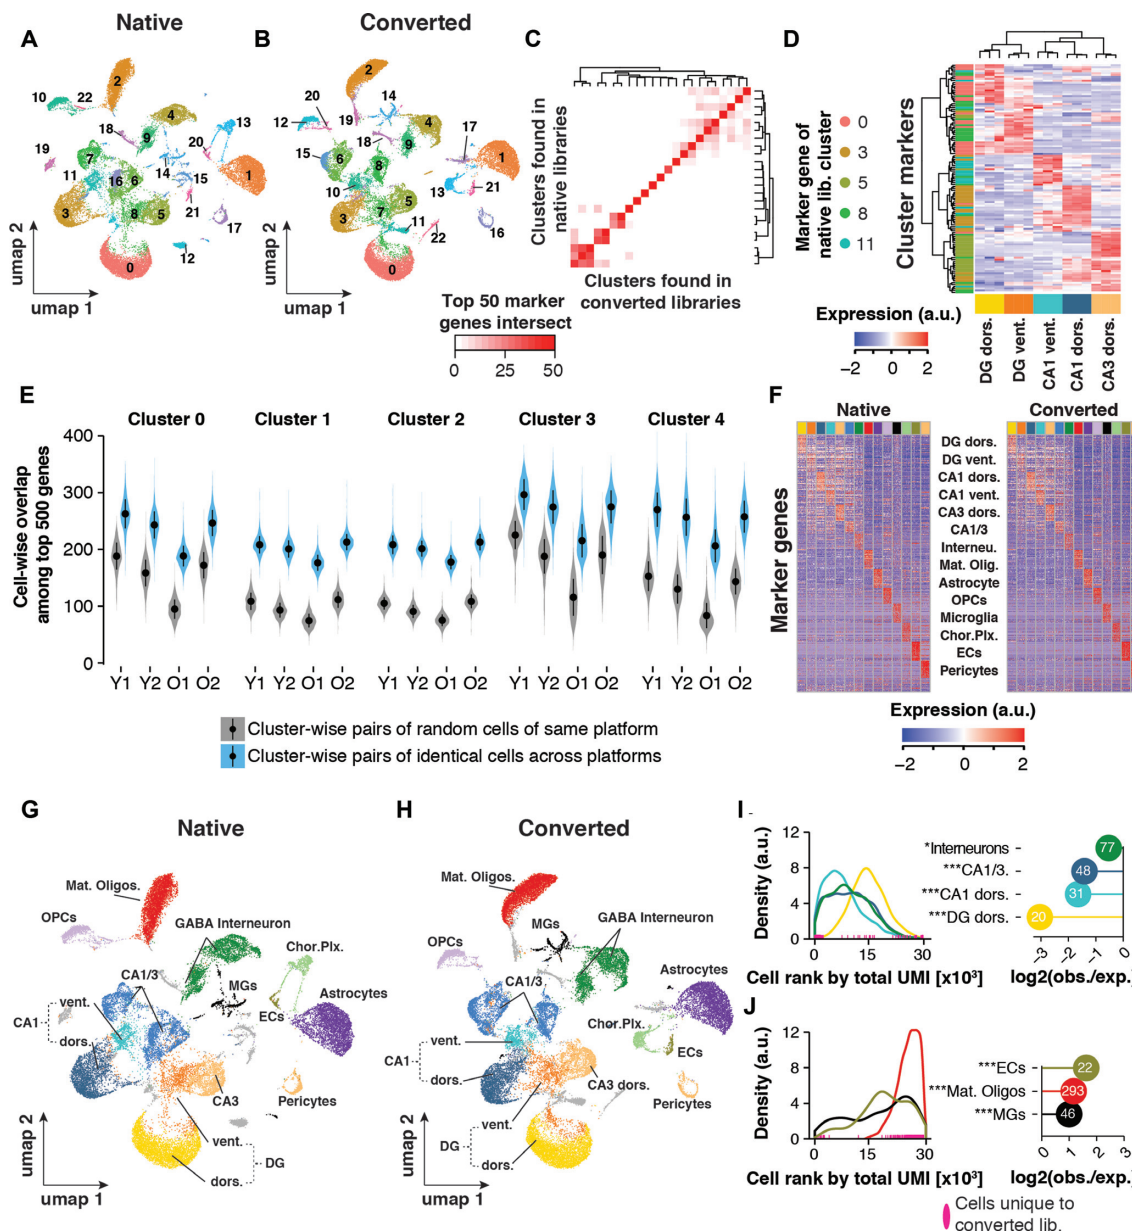 A
Native
2
10
22
4
18
9
20
13
19
7
11
16
6
14
15
1
3
8
5
21
17
12
0
umap 2
umap 1
B
Converted
2
20
14
12
19
4
18
9
17
15
6
8
1
10
13
21
3
7
5
11
22
16
0
umap 2
umap 1
C
Clusters found in
native libraries
Clusters found in
converted libraries
Top 50 marker
genes intersect
0
25
50
D
Marker gene of
native lib. cluster
0
3
5
8
11
Cluster markers
Expression (a.u.)
−2
0
2
DG dors.
DG vent.
CA1 vent.
CA1 dors.
CA3 dors.
E
Cluster 0
Cluster 1
Cluster 2
Cluster 3
Cluster 4
Cell-wise overlap
among top 500 genes
400
300
200
100
0
Y1 Y2 O1 O2
Y1 Y2 O1 O2
Y1 Y2 O1 O2
Y1 Y2 O1 O2
Y1 Y2 O1 O2
Cluster-wise pairs of random cells of same platform
Cluster-wise pairs of identical cells across platforms
F
Native
Converted
Marker genes
DG dors.
DG vent.
CA1 dors.
CA1 vent.
CA3 dors.
CA1/3
Interneu.
Mat. Olig.
Astrocyte
OPCs
Microglia
Chor.Plx.
ECs
Pericytes
Expression (a.u.)
−2
0
2
G
Native
Mat. Oligos.
OPCs
GABA Interneuron
Chor.Plx.
CA1/3
MGs
Astrocytes
vent.
CA1
ECs
dors.
CA3
Pericytes
vent.
DG
dors.
umap 2
umap 1
H
Converted
Mat. Oligos.
MGs
GABA Interneuron
OPCs
Astrocytes
CA1/3
Chor.Plx.
vent.
CA1
ECs
dors.
CA3 dors.
Pericytes
vent.
DG
dors.
umap 2
umap 1
I
Density (a.u.)
12
8
4
0
0
15
30
Cell rank by total UMI [x10³]
*Interneurons
77
***CA1/3.
48
***CA1 dors.
31
***DG dors.
20
−3
−2
−1
0
log2(obs./exp.)
J
Density (a.u.)
12
8
4
0
0
15
30
Cell rank by total UMI [x10³]
***ECs
22
***Mat. Oligos
293
***MGs
46
0
1
2
3
log2(obs./exp.)
Cells unique to
converted lib.